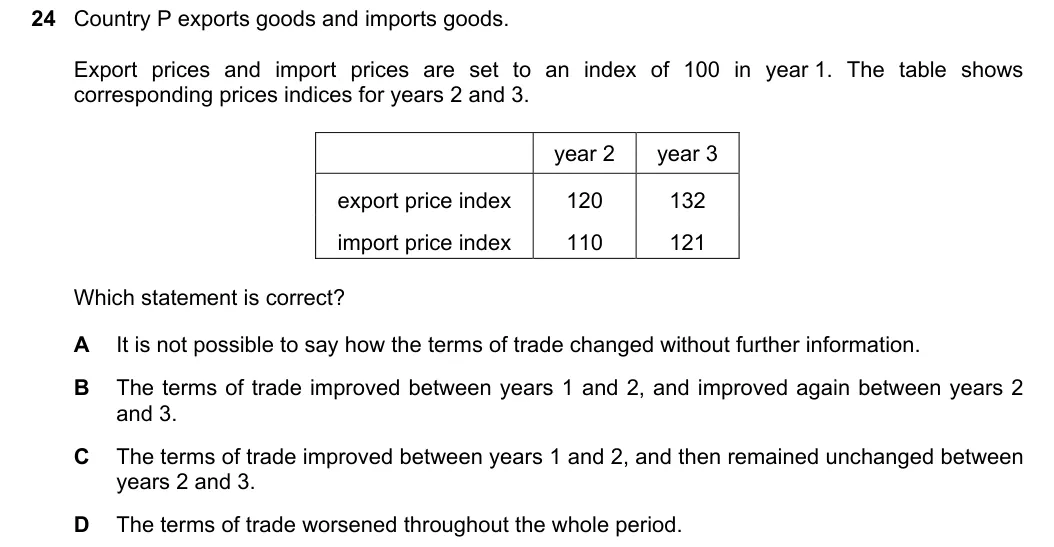 24 Country P exports goods and imports goods.
Export prices and import prices are set to an index of 100 in year 1. The table shows
corresponding prices indices for years 2 and 3.
year 2 year 3
export price index 120 132
import price index 110 121
Which statement is correct?
A It is not possible to say how the terms of trade changed without further information.
B The terms of trade improved between years 1 and 2, and improved again between years 2
and 3.
C The terms of trade improved between years 1 and 2, and then remained unchanged between
years 2 and 3.
D The terms of trade worsened throughout the whole period.